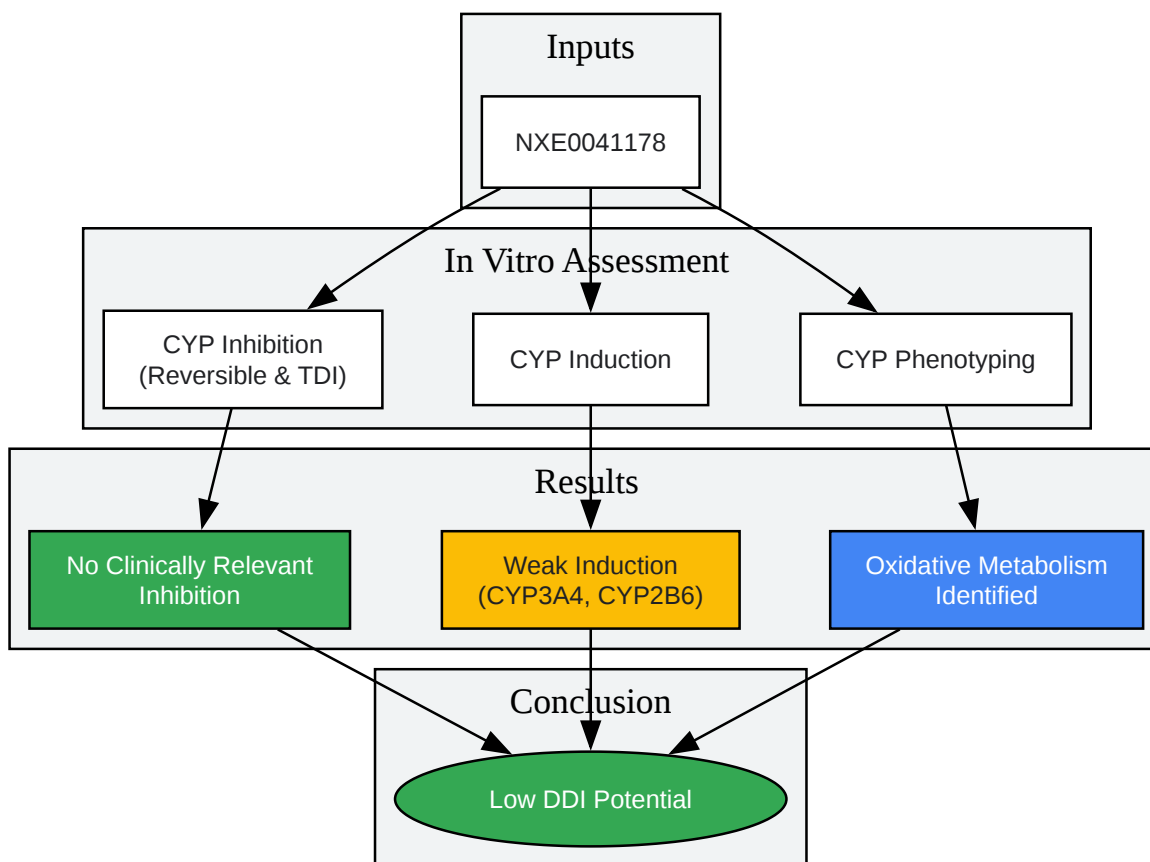 Inputs
NXE0041178
In Vitro Assessment
CYP Inhibition
(Reversible & TDI)
CYP Induction
CYP Phenotyping
Results
No Clinically Relevant
Inhibition
Weak Induction
(CYP3A4, CYP2B6)
Oxidative Metabolism
Identified
Conclusion
Low DDI Potential